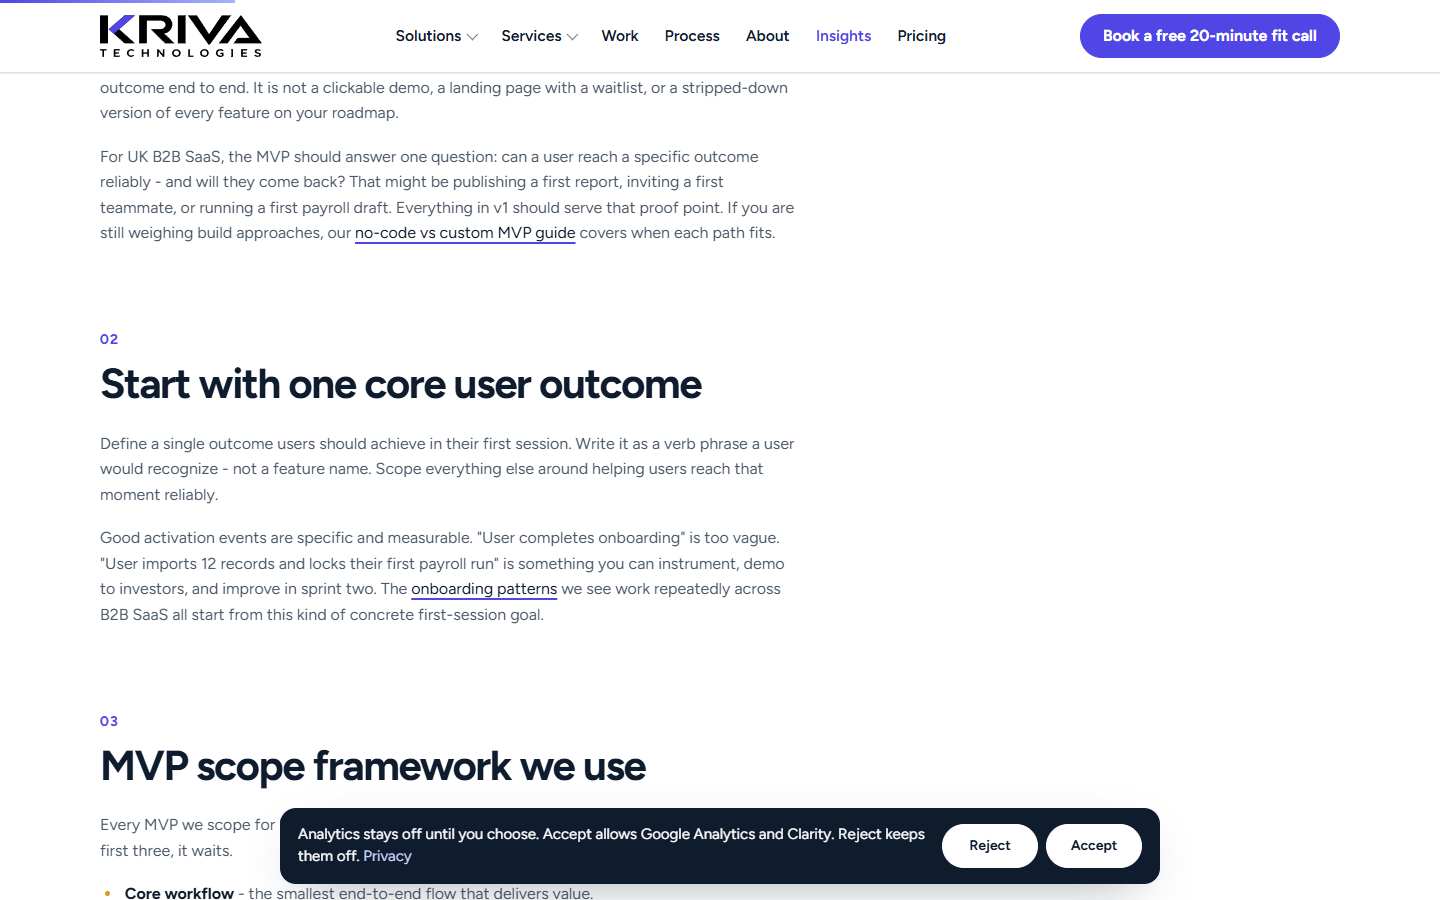 KRIVA
TECHNOLOGIES
Solutions
Services
Work
Process
About
Insights
Pricing
Book a free 20-minute fit call
outcome end to end. It is not a clickable demo, a landing page with a waitlist, or a stripped-down
version of every feature on your roadmap.
For UK B2B SaaS, the MVP should answer one question: can a user reach a specific outcome
reliably - and will they come back? That might be publishing a first report, inviting a first
teammate, or running a first payroll draft. Everything in v1 should serve that proof point. If you are
still weighing build approaches, our no-code vs custom MVP guide covers when each path fits.
02
Start with one core user outcome
Define a single outcome users should achieve in their first session. Write it as a verb phrase a user
would recognize - not a feature name. Scope everything else around helping users reach that
moment reliably.
Good activation events are specific and measurable. "User completes onboarding" is too vague.
"User imports 12 records and locks their first payroll run" is something you can instrument, demo
to investors, and improve in sprint two. The onboarding patterns we see work repeatedly across
B2B SaaS all start from this kind of concrete first-session goal.
03
MVP scope framework we use
Every MVP we scope for
first three, it waits.
Core workflow - the smallest end-to-end flow that delivers value.
Analytics stays off until you choose. Accept allows Google Analytics and Clarity. Reject keeps
them off. Privacy
Reject
Accept